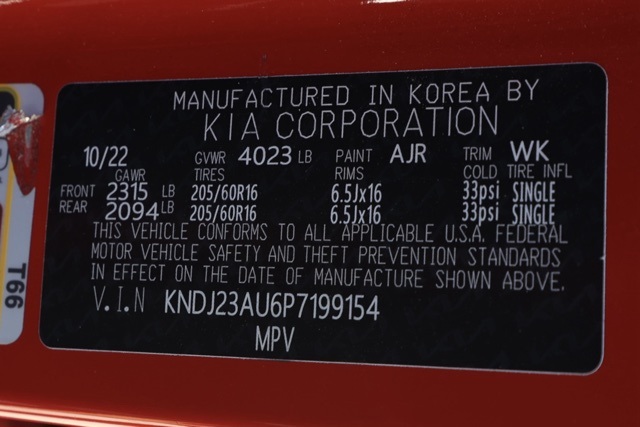 MANUFACTURED IN KOREA BY
KIA CORPORATION
10/22 GVWR 4023 LB PAINT AJR TRIM WK
GAWR TIRES RIMS COLD TIRE INFL
FRONT 2315 LB 205/60R16 6.5Jx16 33psi SINGLE
REAR 2094 LB 205/60R16 6.5Jx16 33psi SINGLE
THIS VEHICLE CONFORMS TO ALL APPLICABLE U.S.A. FEDERAL
MOTOR VEHICLE SAFETY AND THEFT PREVENTION STANDARDS
IN EFFECT ON THE DATE OF MANUFACTURE SHOWN ABOVE.
V.I.N KNDJ23AU6P7199154
MPV
T66